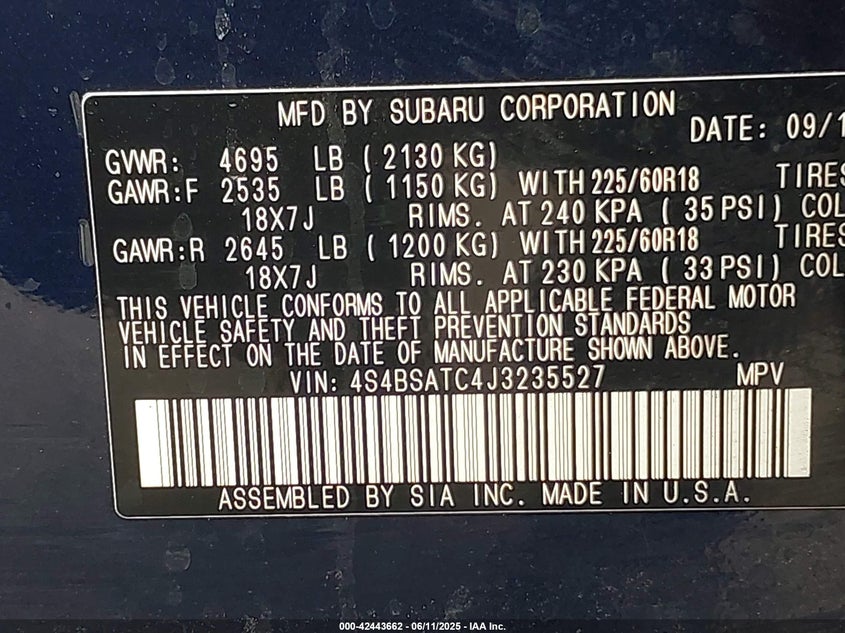 MFD BY SUBARU CORPORATION
DATE: 09/1
GVWR: 4695 LB ( 2130 KG)
GAWR:F 2535 LB ( 1150 KG) WITH 225/60R18 TIRES
18X7J RIMS. AT 240 KPA ( 35 PSI) COL
GAWR:R 2645 LB ( 1200 KG) WITH 225/60R18 TIRES
18X7J RIMS. AT 230 KPA ( 33 PSI) COL
THIS VEHICLE CONFORMS TO ALL APPLICABLE FEDERAL MOTOR
VEHICLE SAFETY AND THEFT PREVENTION STANDARDS
IN EFFECT ON THE DATE OF MANUFACTURE SHOWN ABOVE.
VIN: 4S4BSATC4J3235527 MPV
ASSEMBLED BY SIA INC. MADE IN U.S.A.
000-42443662 - 06/11/2025 - IAA Inc.